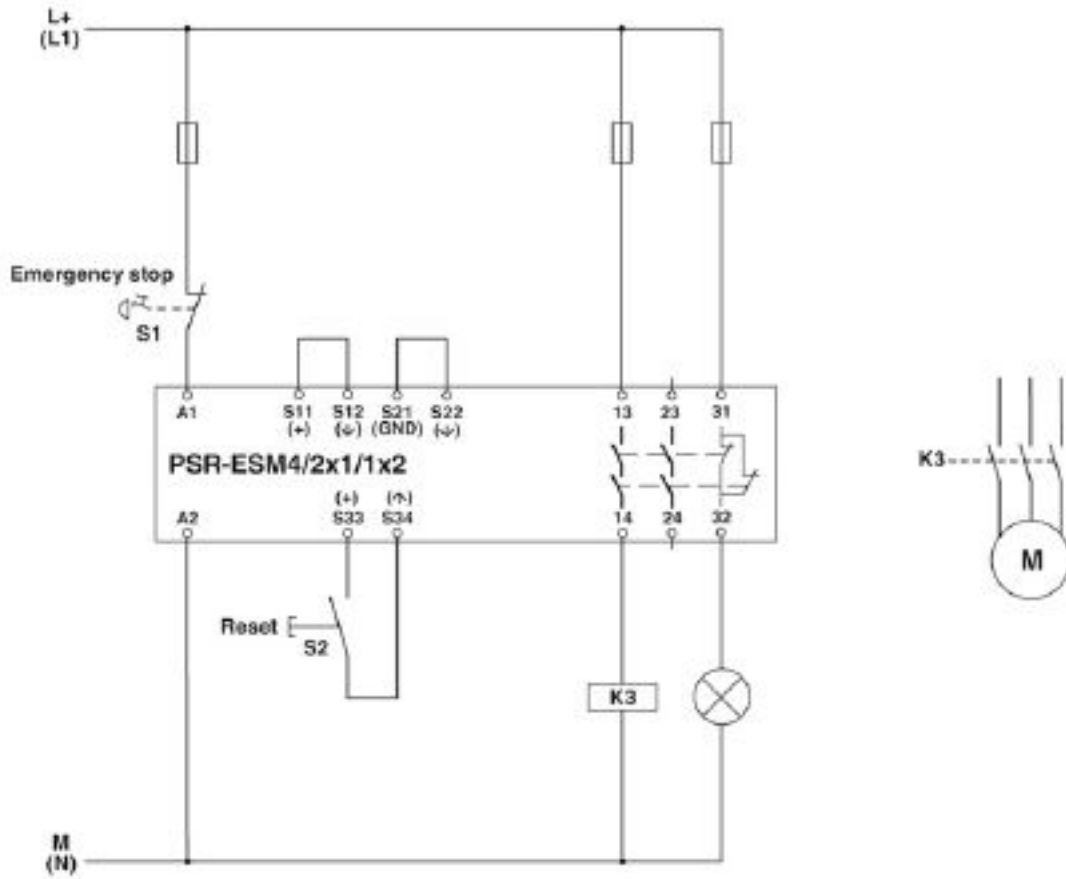 L+
(L1)
Emergency stop
S1
A1 S11 S12 S21 S22 13 23 31
(+) (↓) (GND) (↓)
PSR-ESM4/2x1/1x2
K3
(+) (↑)
A2 S33 S34 14 24 32
M
Reset
S2
K3
M
(N)